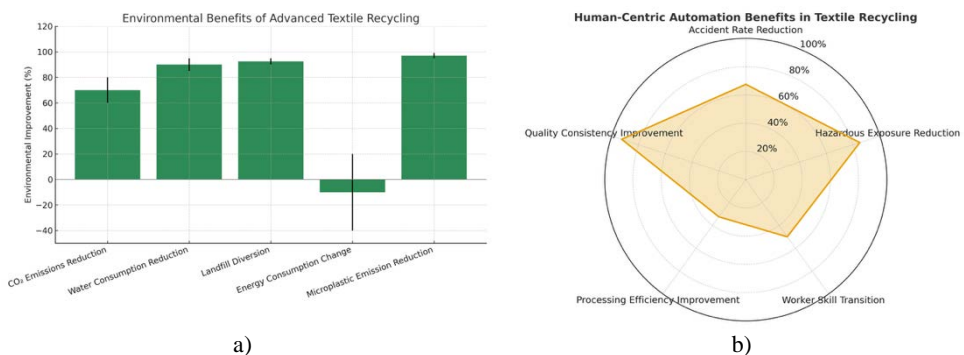 Environmental Benefits of Advanced Textile Recycling
Environmental Improvement (%)
120
100
80
60
40
20
0
−20
−40
CO₂ Emissions Reduction
Water Consumption Reduction
Landfill Diversion
Energy Consumption Change
Microplastic Emission Reduction
a)
Human-Centric Automation Benefits in Textile Recycling
Accident Rate Reduction
100%
80%
60%
40%
20%
Quality Consistency Improvement
Hazardous Exposure Reduction
Processing Efficiency Improvement
Worker Skill Transition
b)